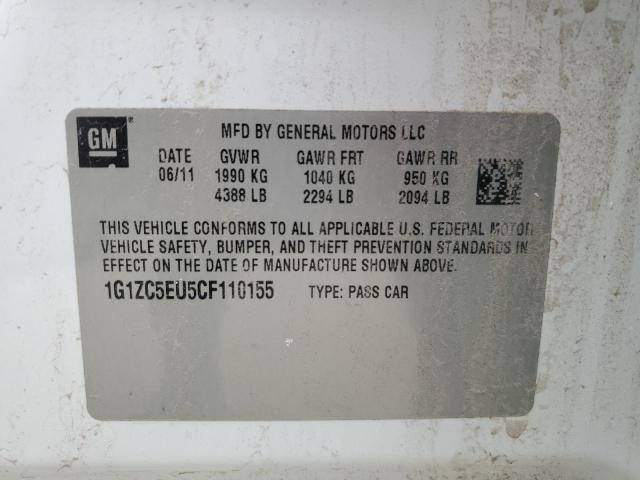 GM ®
MFD BY GENERAL MOTORS LLC
DATE GVWR GAWR FRT GAWR RR
06/11 1990 KG 1040 KG 950 KG
4388 LB 2294 LB 2094 LB
THIS VEHICLE CONFORMS TO ALL APPLICABLE U.S. FEDERAL MOTOR
VEHICLE SAFETY, BUMPER, AND THEFT PREVENTION STANDARDS IN
EFFECT ON THE DATE OF MANUFACTURE SHOWN ABOVE.
1G1ZC5EU5CF110155 TYPE: PASS CAR